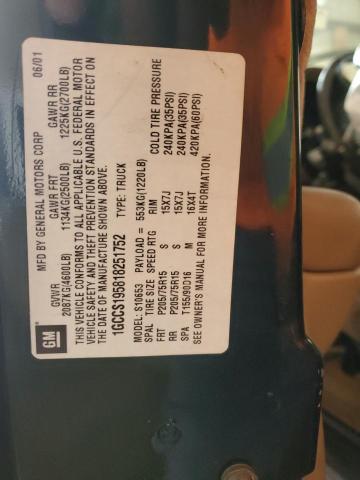 GM
MFD BY GENERAL MOTORS CORP 06/01
GVWR GAWR FRT GAWR RR
2087KG(4600LB) 1134KG(2500LB) 1225KG(2700LB)
THIS VEHICLE CONFORMS TO ALL APPLICABLE U.S. FEDERAL MOTOR
VEHICLE SAFETY AND THEFT PREVENTION STANDARDS IN EFFECT ON
THE DATE OF MANUFACTURE SHOWN ABOVE.
1GCCS195818251752 TYPE: TRUCK
MODEL: S10653 PAYLOAD = 553KG(1220LB)
SPAL TIRE SIZE SPEED RTG RIM COLD TIRE PRESSURE
FRT P205/75R15 S 15X7J 240KPA(35PSI)
RR P205/75R15 S 15X7J 240KPA(35PSI)
SPA T155/90D16 M 16X4T 420KPA(60PSI)
SEE OWNER'S MANUAL FOR MORE INFORMATION.